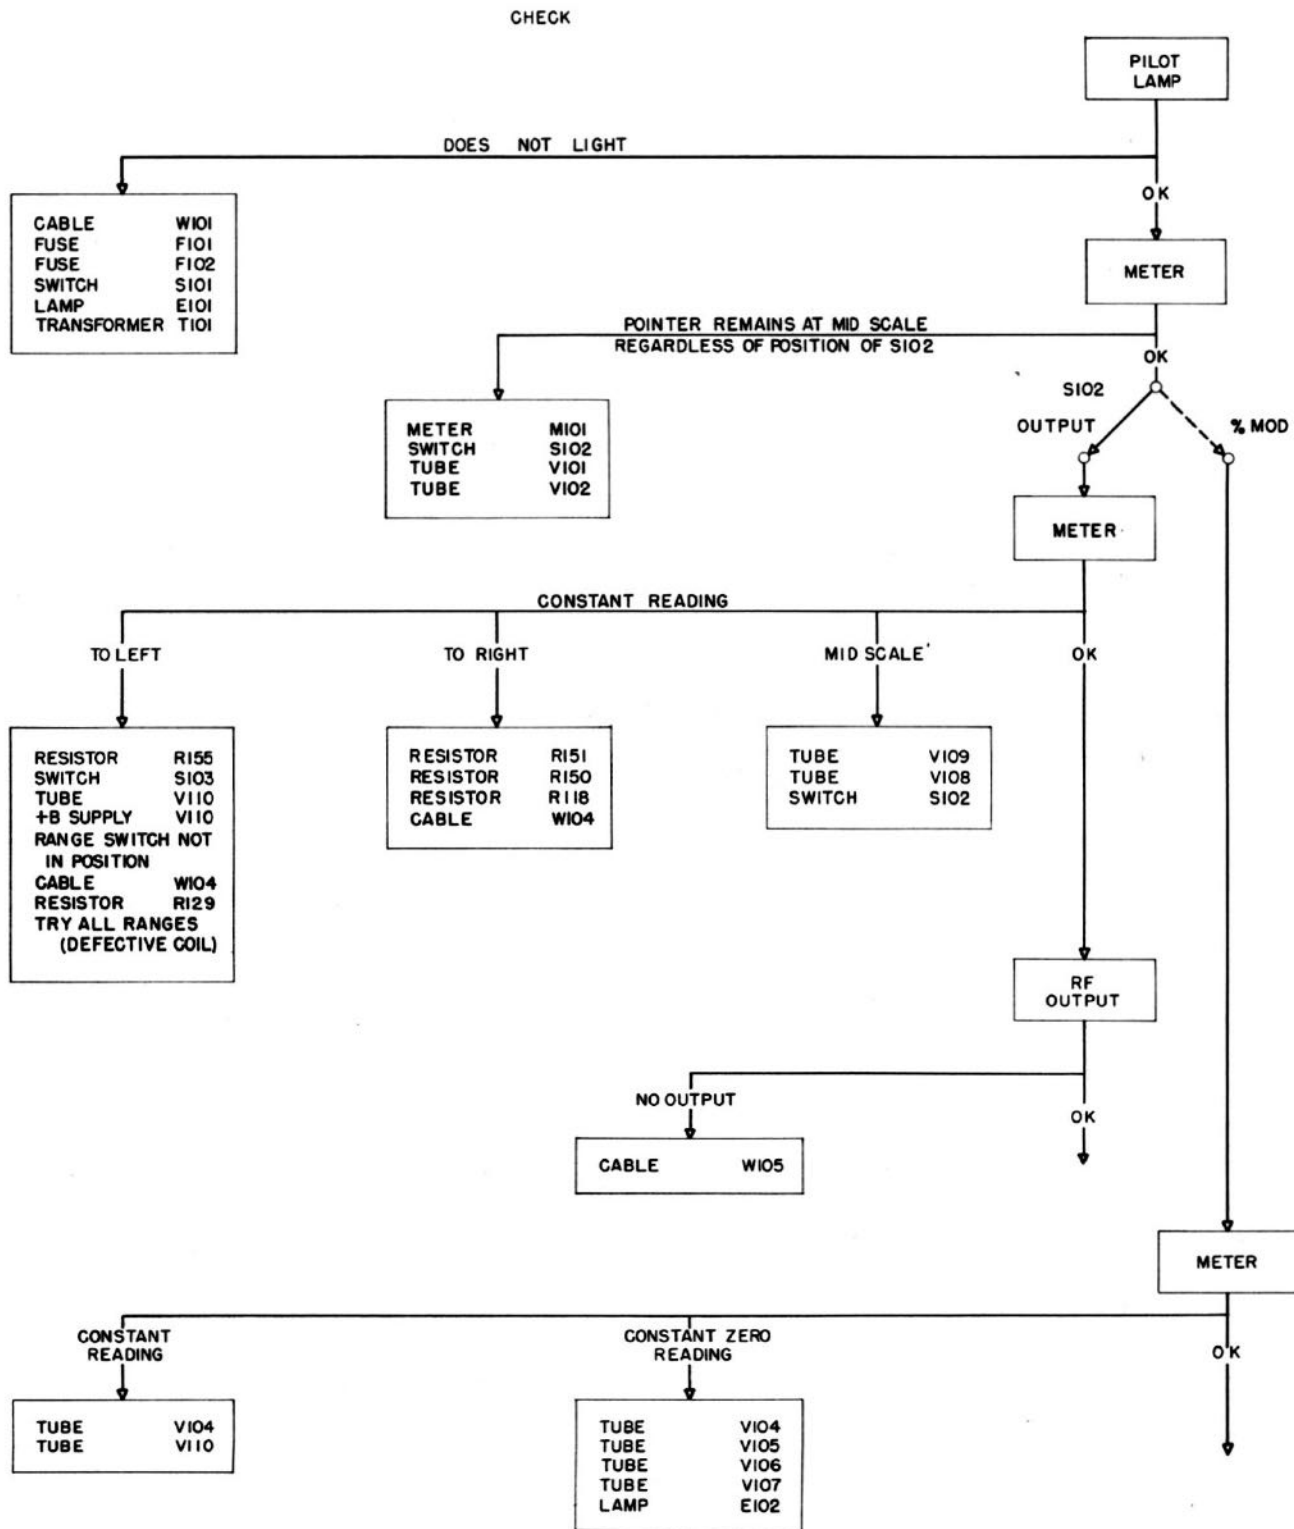 CHECK
PILOT
LAMP
DOES NOT LIGHT
OK
CABLE W101
FUSE F101
FUSE F102
SWITCH S101
LAMP E101
TRANSFORMER T101
METER
POINTER REMAINS AT MID SCALE
REGARDLESS OF POSITION OF S102
OK
METER M101
SWITCH S102
TUBE V101
TUBE V102
S102
OUTPUT
% MOD
METER
CONSTANT READING
TO LEFT
TO RIGHT
MID SCALE
OK
RESISTOR R155
SWITCH S103
TUBE V110
+B SUPPLY V110
RANGE SWITCH NOT
IN POSITION
CABLE W104
RESISTOR R129
TRY ALL RANGES
(DEFECTIVE COIL)
RESISTOR R151
RESISTOR R150
RESISTOR R118
CABLE W104
TUBE V109
TUBE V108
SWITCH S102
RF
OUTPUT
NO OUTPUT
OK
CABLE W105
METER
CONSTANT
READING
CONSTANT ZERO
READING
OK
TUBE V104
TUBE V110
TUBE V104
TUBE V105
TUBE V106
TUBE V107
LAMP E102